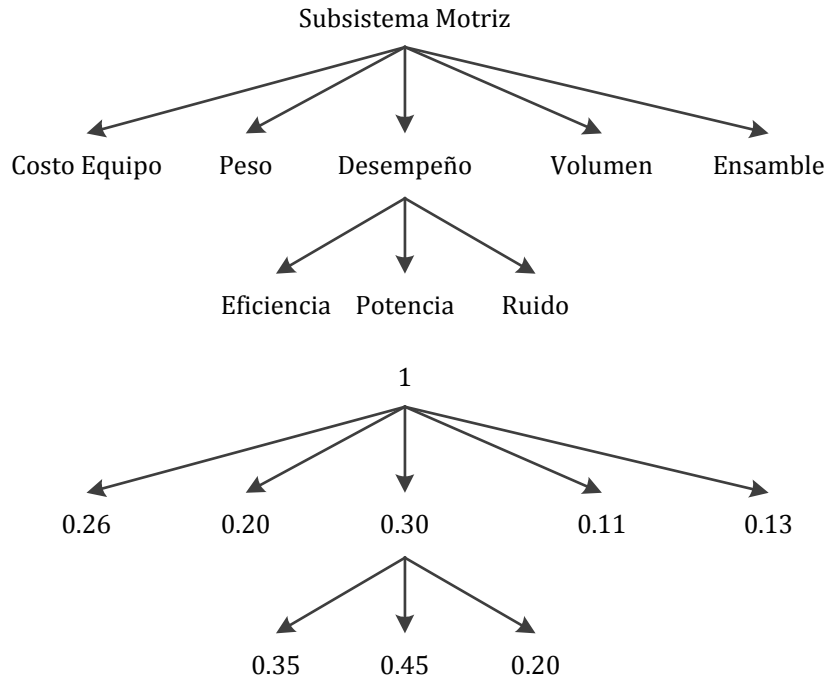 Subsistema Motriz
Costo Equipo Peso Desempeño Volumen Ensamble
Eficiencia Potencia Ruido
1
0.26 0.20 0.30 0.11 0.13
0.35 0.45 0.20